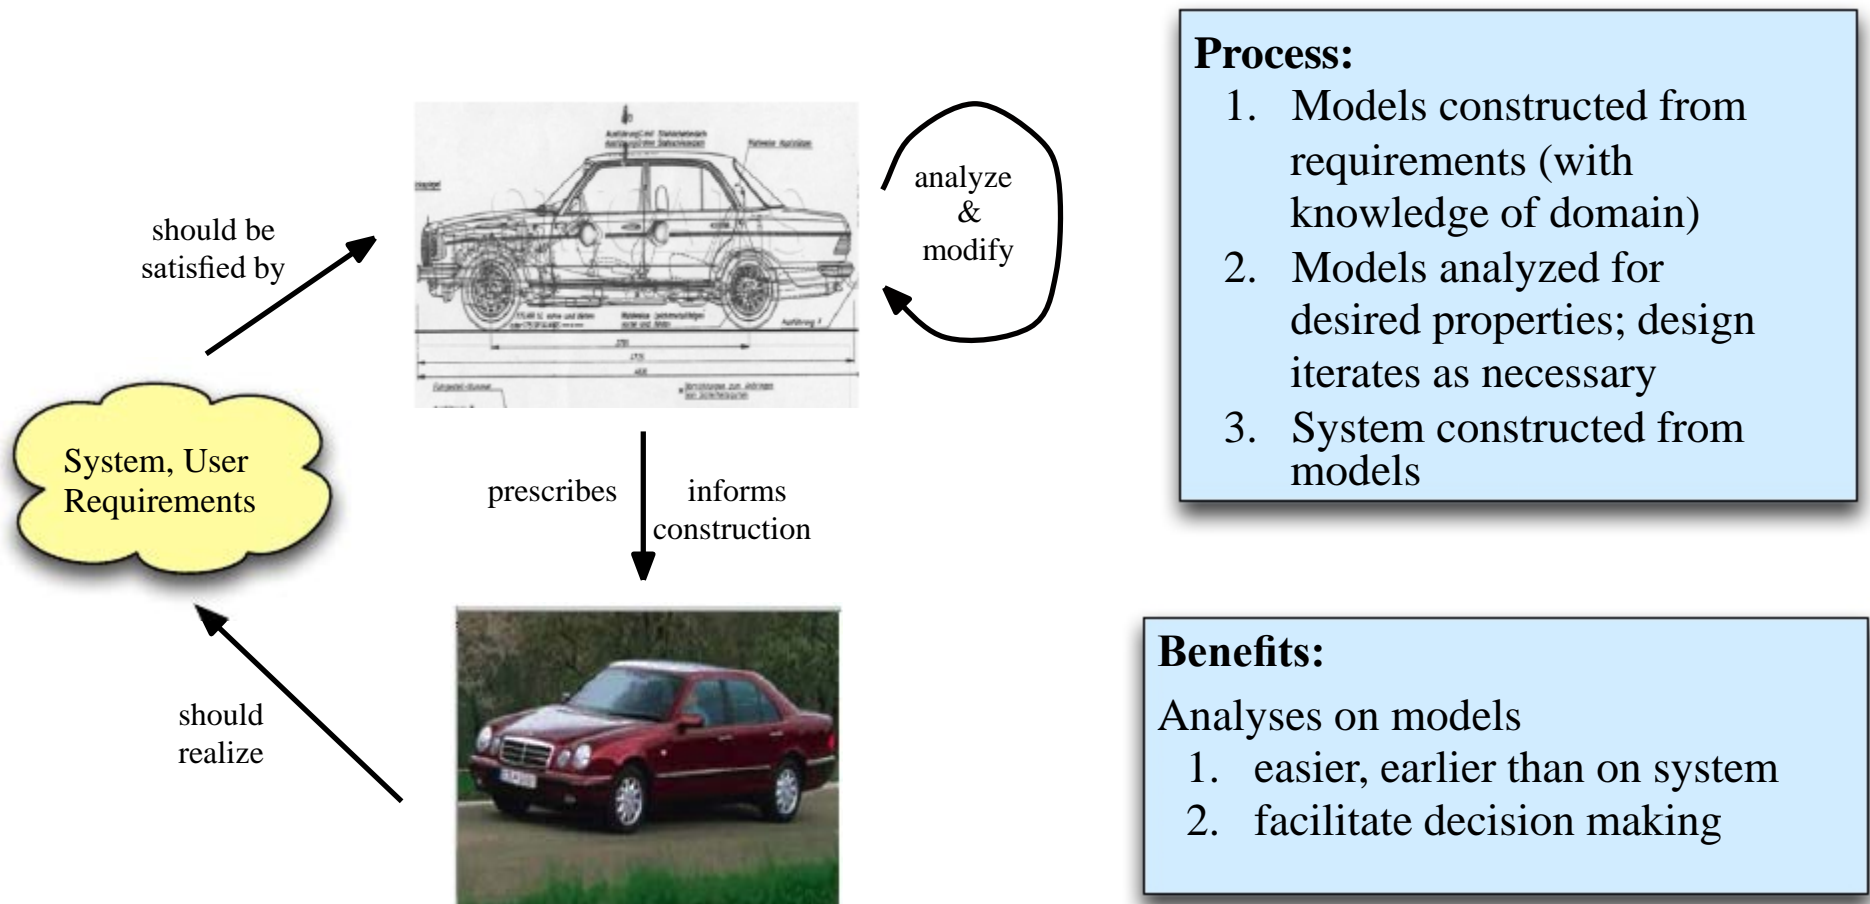 should be
satisfied by
analyze
&
modify
System, User
Requirements
prescribes
informs
construction
should
realize
Process:
1. Models constructed from
requirements (with
knowledge of domain)
2. Models analyzed for
desired properties; design
iterates as necessary
3. System constructed from
models
Benefits:
Analyses on models
1. easier, earlier than on system
2. facilitate decision making